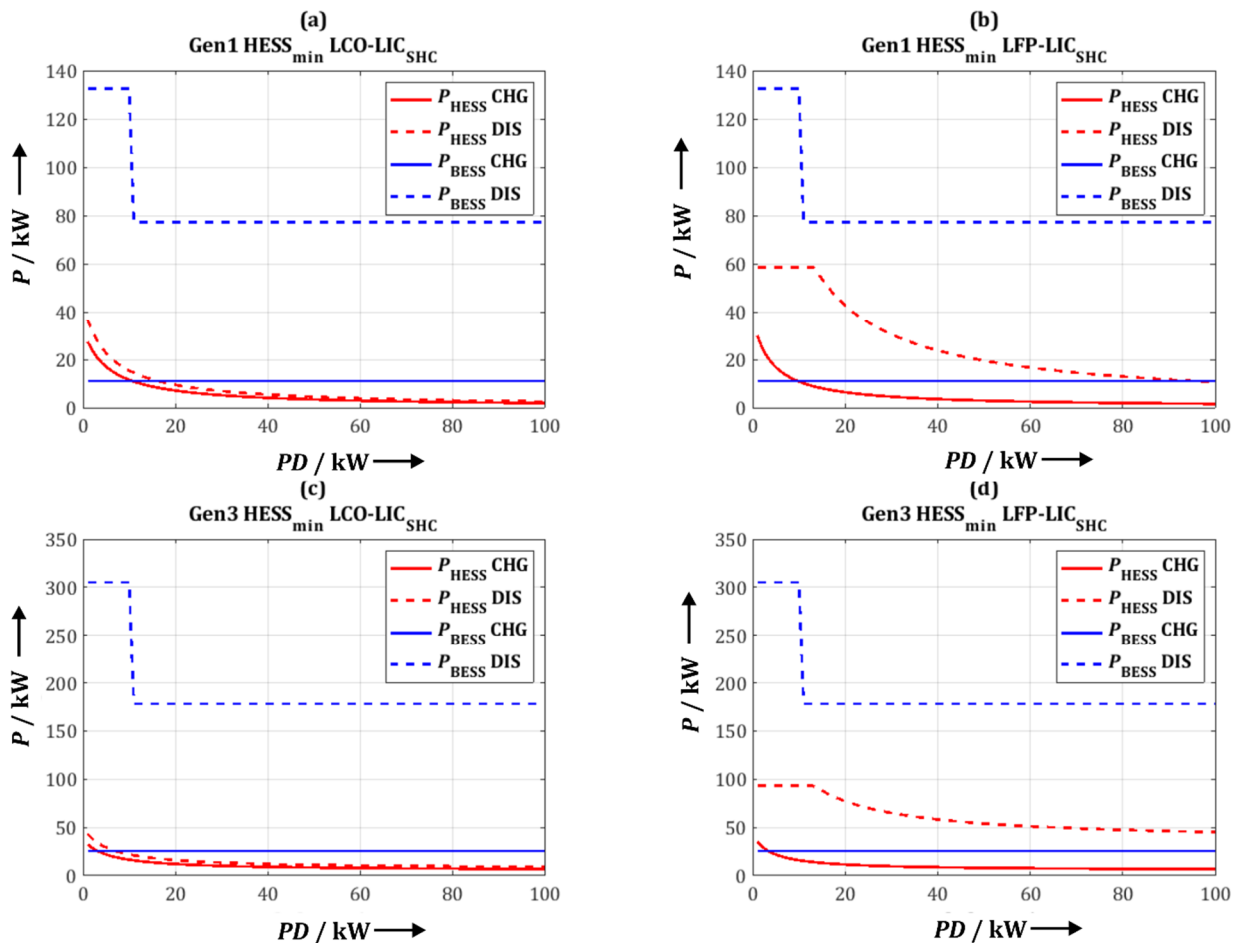 (a)
Gen1 HESSmin LCO-LICSHC
140
120
100
80
60
40
20
0
P / kW
PHESS CHG
PHESS DIS
PBESS CHG
PBESS DIS
0 20 40 60 80 100
PD / kW
(b)
Gen1 HESSmin LFP-LICSHC
140
120
100
80
60
40
20
0
P / kW
PHESS CHG
PHESS DIS
PBESS CHG
PBESS DIS
0 20 40 60 80 100
PD / kW
(c)
Gen3 HESSmin LCO-LICSHC
350
300
250
200
150
100
50
0
P / kW
PHESS CHG
PHESS DIS
PBESS CHG
PBESS DIS
0 20 40 60 80 100
PD / kW
(d)
Gen3 HESSmin LFP-LICSHC
350
300
250
200
150
100
50
0
P / kW
PHESS CHG
PHESS DIS
PBESS CHG
PBESS DIS
0 20 40 60 80 100
PD / kW